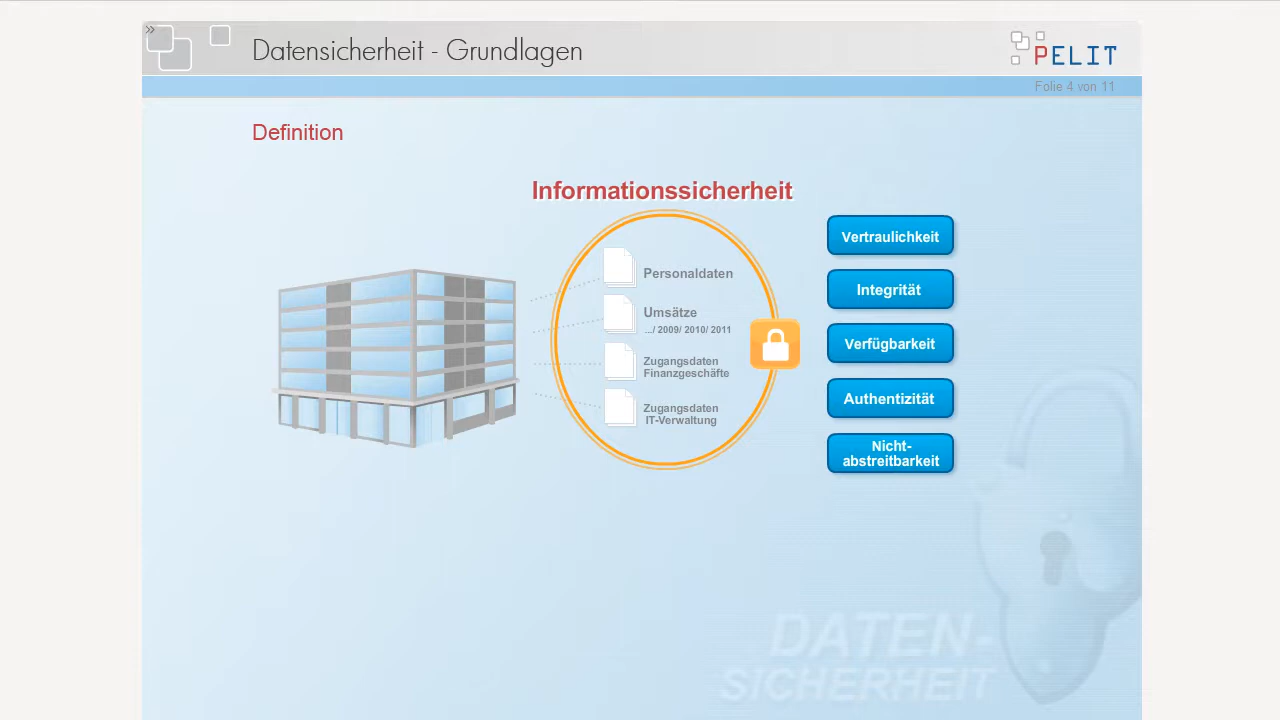 »
Datensicherheit - Grundlagen
PELIT
Folie 4 von 11
Definition
Informationssicherheit
Personaldaten
Umsätze
.../ 2009/ 2010/ 2011
Zugangsdaten
Finanzgeschäfte
Zugangsdaten
IT-Verwaltung
Vertraulichkeit
Integrität
Verfügbarkeit
Authentizität
Nicht-
abstreitbarkeit
DATEN-
SICHERHEIT